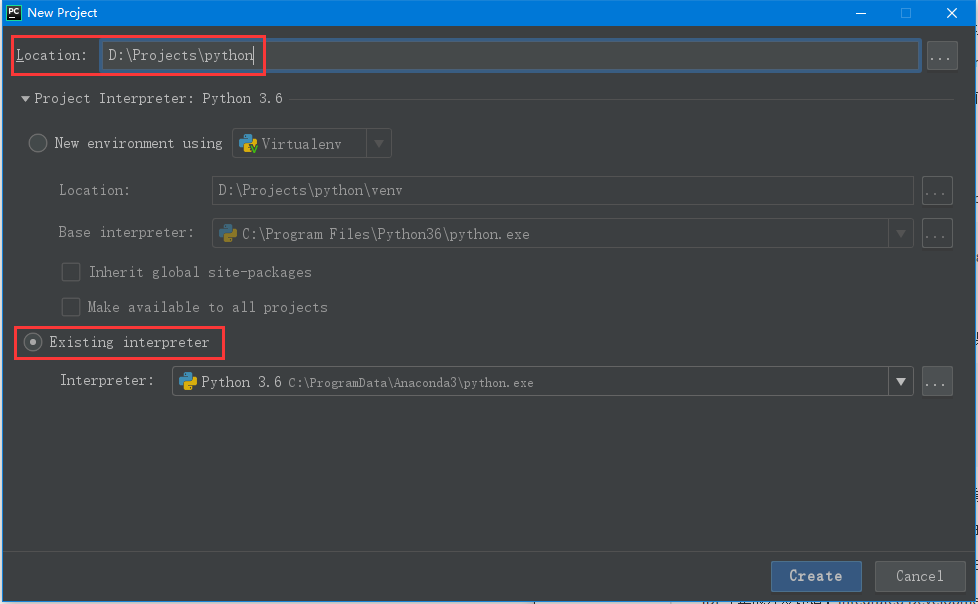 PC New Project
Location: D:\Projects\python ...
Project Interpreter: Python 3.6
New environment using Virtualenv
Location: D:\Projects\python\venv ...
Base interpreter: C:\Program Files\Python36\python.exe ...
Inherit global site-packages
Make available to all projects
Existing interpreter
Interpreter: Python 3.6 C:\ProgramData\Anaconda3\python.exe ...
Create Cancel